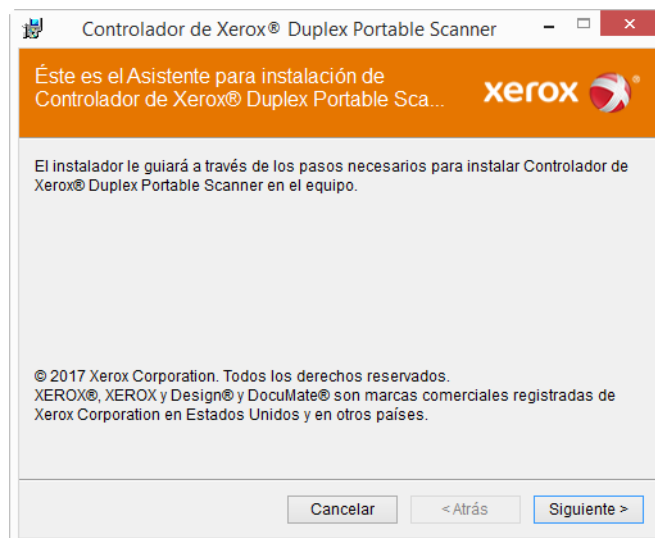 Controlador de Xerox® Duplex Portable Scanner
Éste es el Asistente para instalación de
Controlador de Xerox® Duplex Portable Sca...
xerox®
El instalador le guiará a través de los pasos necesarios para instalar Controlador de
Xerox® Duplex Portable Scanner en el equipo.
© 2017 Xerox Corporation. Todos los derechos reservados.
XEROX®, XEROX y Design® y DocuMate® son marcas comerciales registradas de
Xerox Corporation en Estados Unidos y en otros países.
Cancelar
< Atrás
Siguiente >